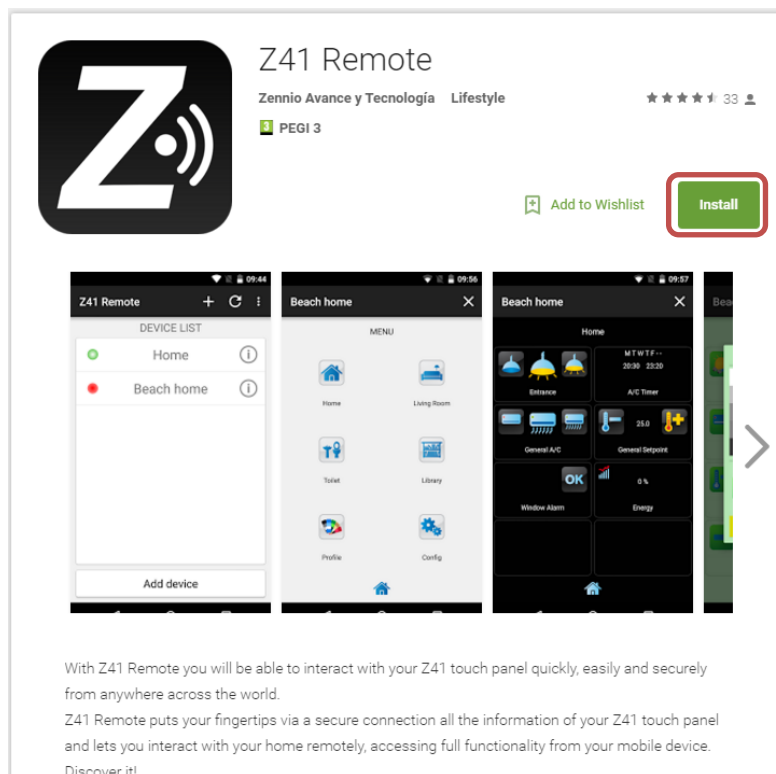 Z41 Remote
Zennio Avance y Tecnología Lifestyle
33
3 PEGI 3
Add to Wishlist
Install
09:44
Z41 Remote
DEVICE LIST
Home
Beach home
Add device
09:56
Beach home
MENU
Home
Living Room
Toilet
Library
Profile
Config
09:57
Beach home
Home
Entrance
M T W T F - -
20:30 23:20
A/C Timer
General A/C
25.0
General Setpoint
OK
Window Alarm
0 %
Energy
Bea
With Z41 Remote you will be able to interact with your Z41 touch panel quickly, easily and securely
from anywhere across the world.
Z41 Remote puts your fingertips via a secure connection all the information of your Z41 touch panel
and lets you interact with your home remotely, accessing full functionality from your mobile device.
Discover it!